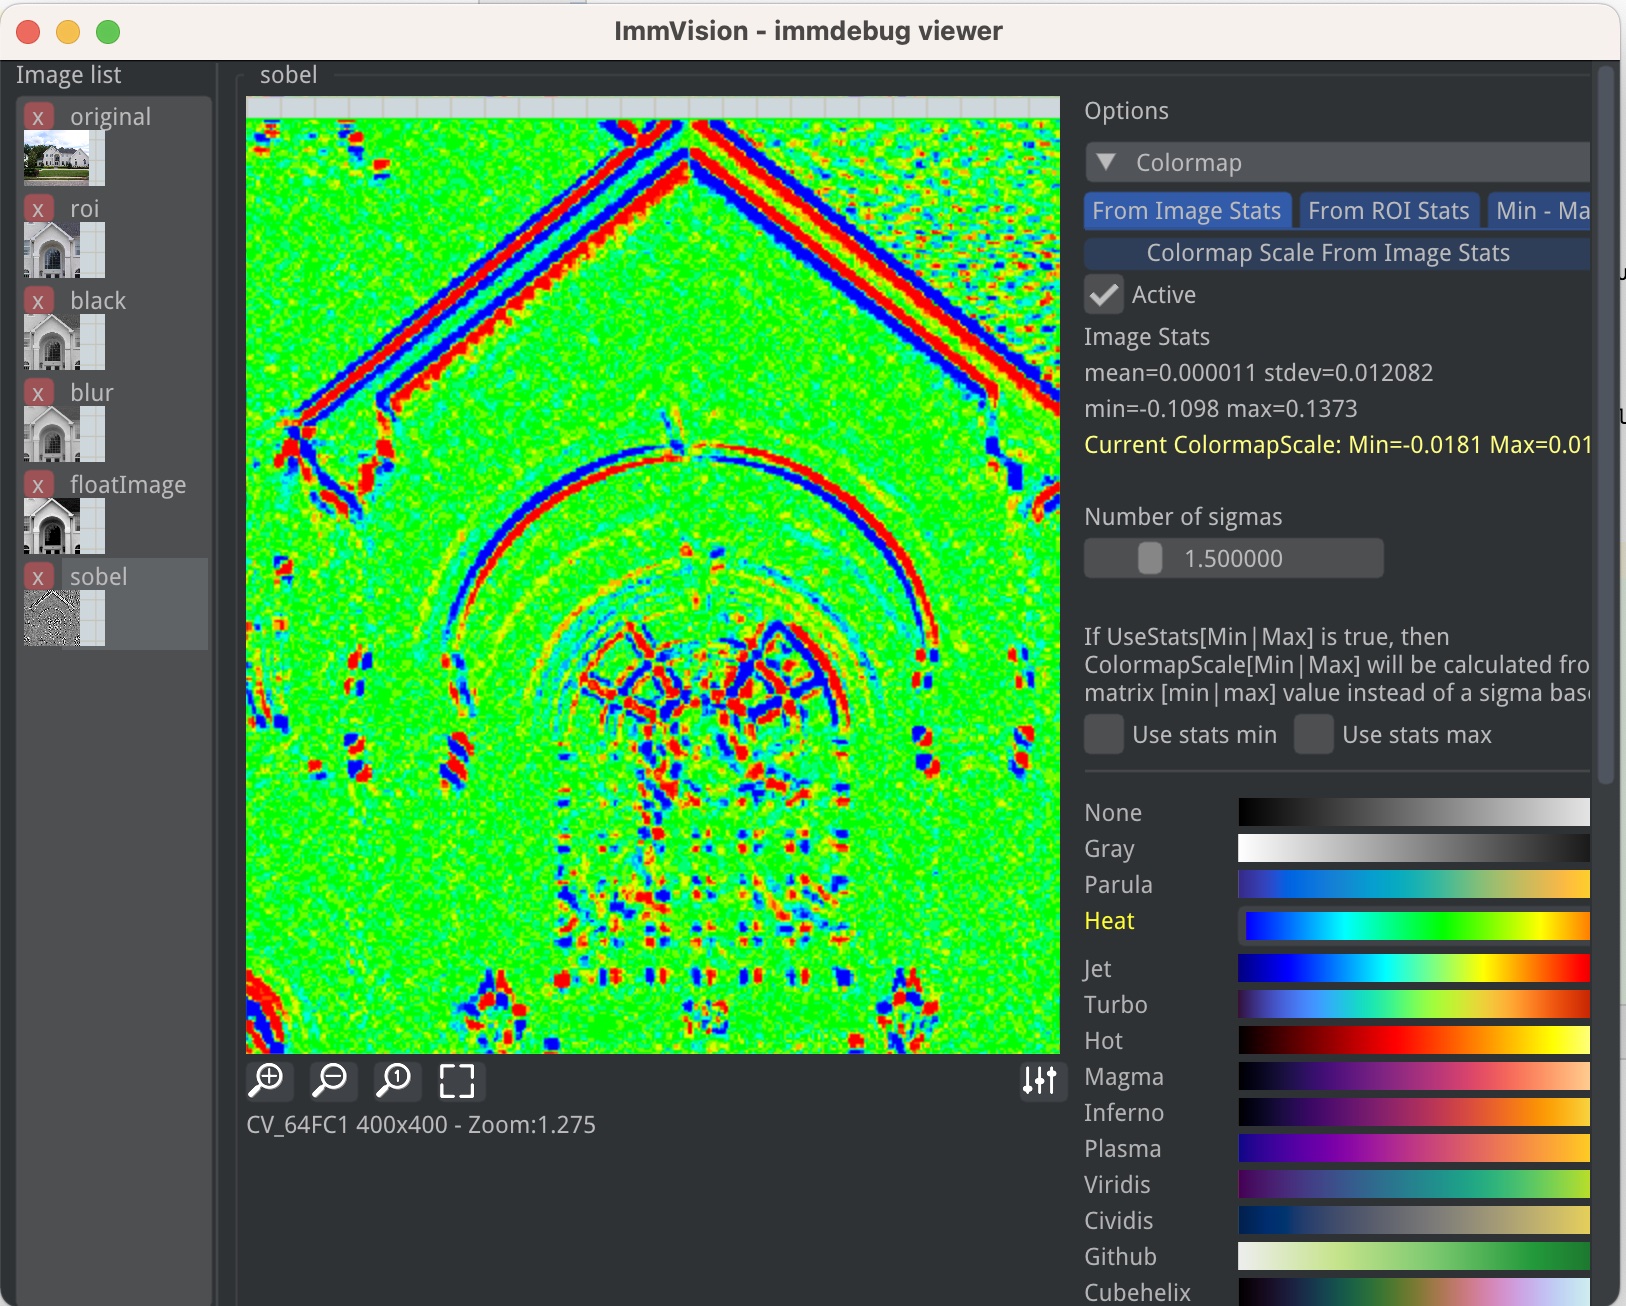 ImmVision - immdebug viewer
Image list
x original
x roi
x black
x blur
x floatImage
x sobel
sobel
CV_64FC1 400x400 - Zoom:1.275
Options
Colormap
From Image Stats From ROI Stats Min - Ma
Colormap Scale From Image Stats
Active
Image Stats
mean=0.000011 stdev=0.012082
min=-0.1098 max=0.1373
Current ColormapScale: Min=-0.0181 Max=0.01
Number of sigmas
1.500000
If UseStats[Min|Max] is true, then
ColormapScale[Min|Max] will be calculated fro
matrix [min|max] value instead of a sigma bas
Use stats min Use stats max
None
Gray
Parula
Heat
Jet
Turbo
Hot
Magma
Inferno
Plasma
Viridis
Cividis
Github
Cubehelix